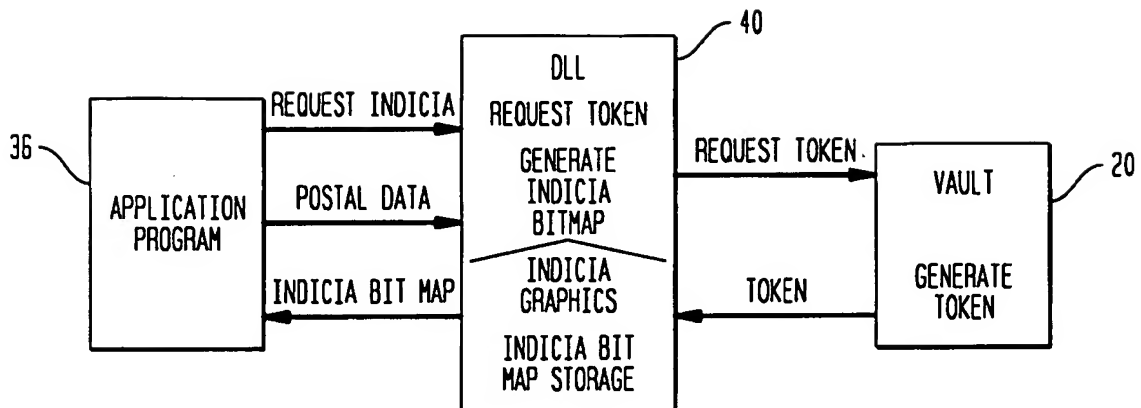 40
DLL
REQUEST TOKEN
GENERATE
INDICIA
BITMAP
INDICIA
GRAPHICS
INDICIA BIT
MAP STORAGE
36
APPLICATION
PROGRAM
REQUEST INDICIA
POSTAL DATA
INDICIA BIT MAP
REQUEST TOKEN
TOKEN
20
VAULT
GENERATE
TOKEN